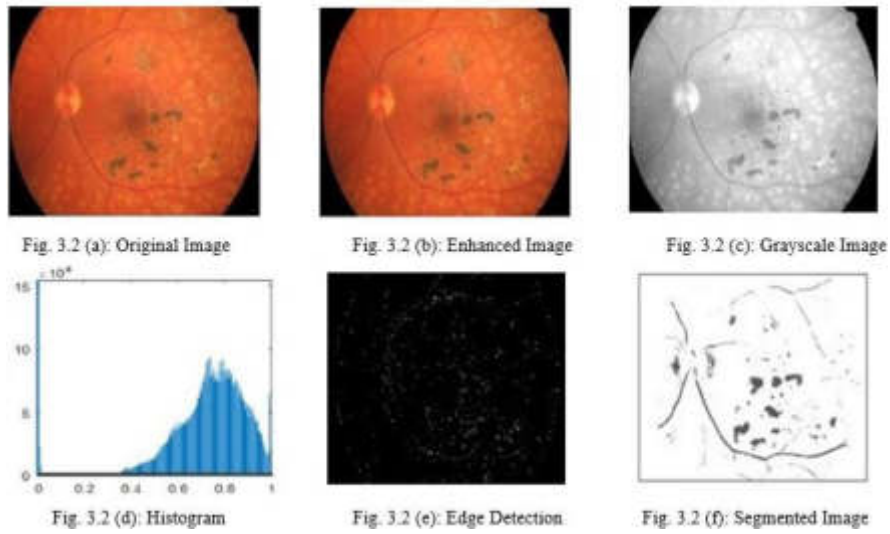 Fig. 3.2 (a): Original Image
Fig. 3.2 (b): Enhanced Image
Fig. 3.2 (c): Grayscale Image
× 10⁴
15
10
5
0
0 0.2 0.4 0.6 0.8 1
Fig. 3.2 (d): Histogram
Fig. 3.2 (e): Edge Detection
Fig. 3.2 (f): Segmented Image